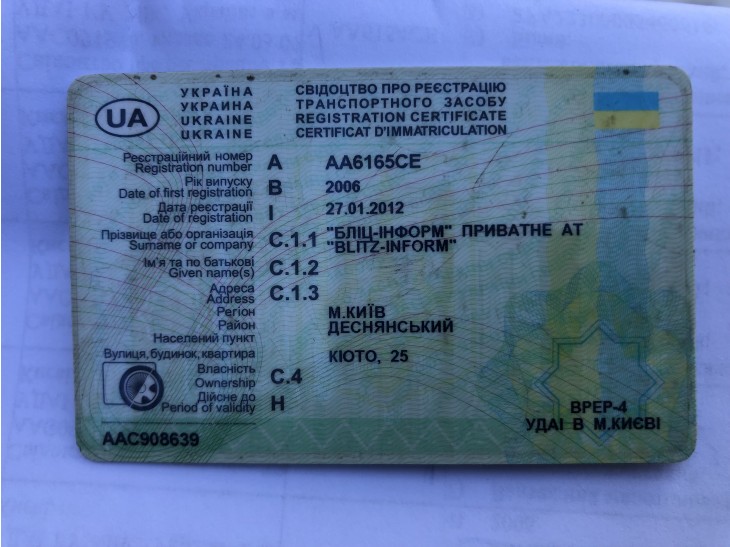 УКРАЇНА
УКРАИНА
UKRAINE
UKRAINE
СВІДОЦТВО ПРО РЕЄСТРАЦІЮ
ТРАНСПОРТНОГО ЗАСОБУ
REGISTRATION CERTIFICATE
CERTIFICAT D'IMMATRICULATION
UA
Реєстраційний номер
Registration number A AA6165CE
Рік випуску
Date of first registration B 2006
Дата реєстрації
Date of registration I 27.01.2012
Прізвище або організація
Surname or company C.1.1 "БЛІЦ-ІНФОРМ" ПРИВАТНЕ АТ
"BLITZ-INFORM"
Ім'я та по батькові
Given name(s) C.1.2
Адреса
Address C.1.3
Регіон М.КИЇВ
Район ДЕСНЯНСЬКИЙ
Населений пункт
Вулиця, будинок, квартира КІОТО, 25
Власність
Ownership C.4
Дійсне до
Period of validity H
ВРЕР-4
УДАІ В М.КИЄВІ
ААС908639